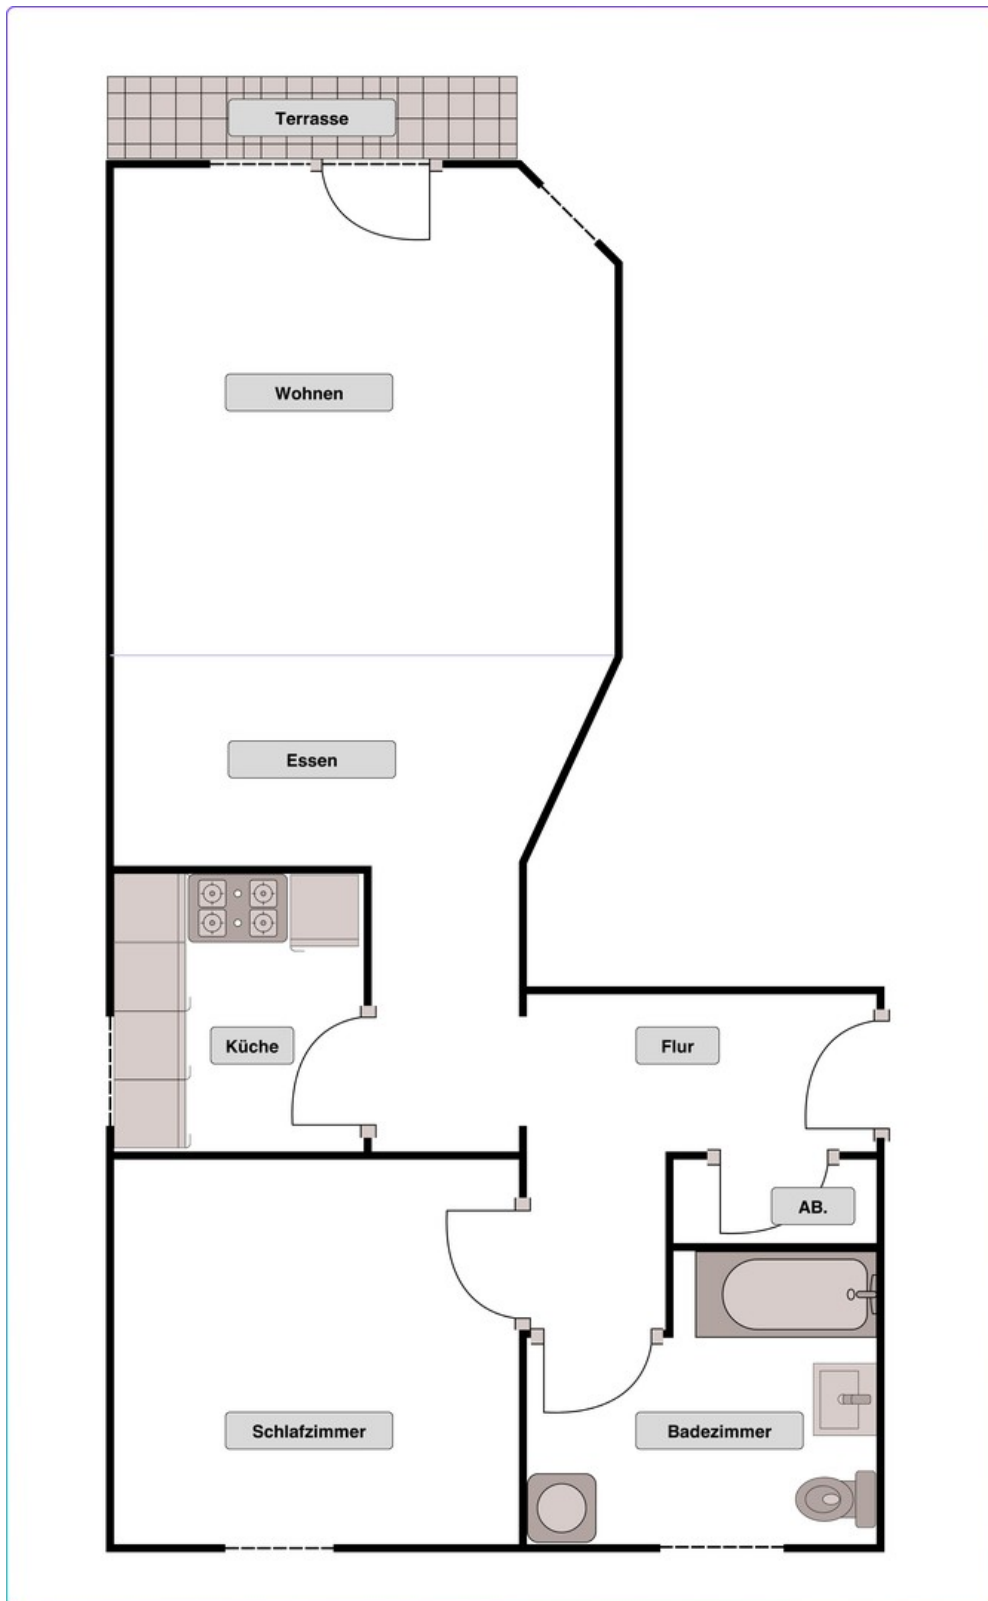 Terrasse
Wohnen
Essen
Küche
Flur
AB.
Schlafzimmer
Badezimmer